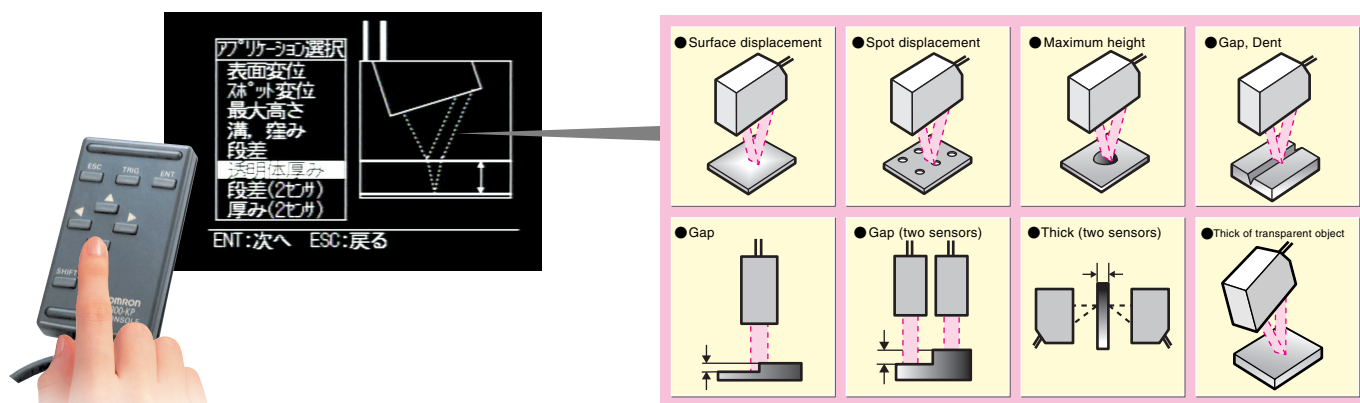 アプリケーション選択
表面変位
スポット変位
最大高さ
溝。窪み
段差
透明体厚み
段差(2センサ)
厚み(2センサ)
ENT:次へ ESC:戻る
ESC TRIG ENT
SHIFT
OMRON
CONSOLE
●Surface displacement
●Spot displacement
●Maximum height
●Gap, Dent
●Gap
●Gap (two sensors)
●Thick (two sensors)
●Thick of transparent object